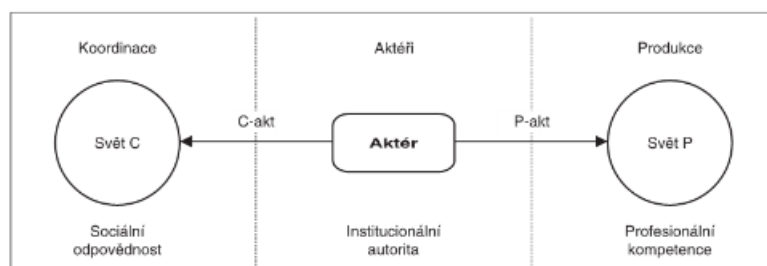 Koordinace
Aktéři
Produkce
C-akt
P-akt
Svět C
Aktér
Svět P
Sociální
odpovědnost
Institucionální
autorita
Profesionální
kompetence